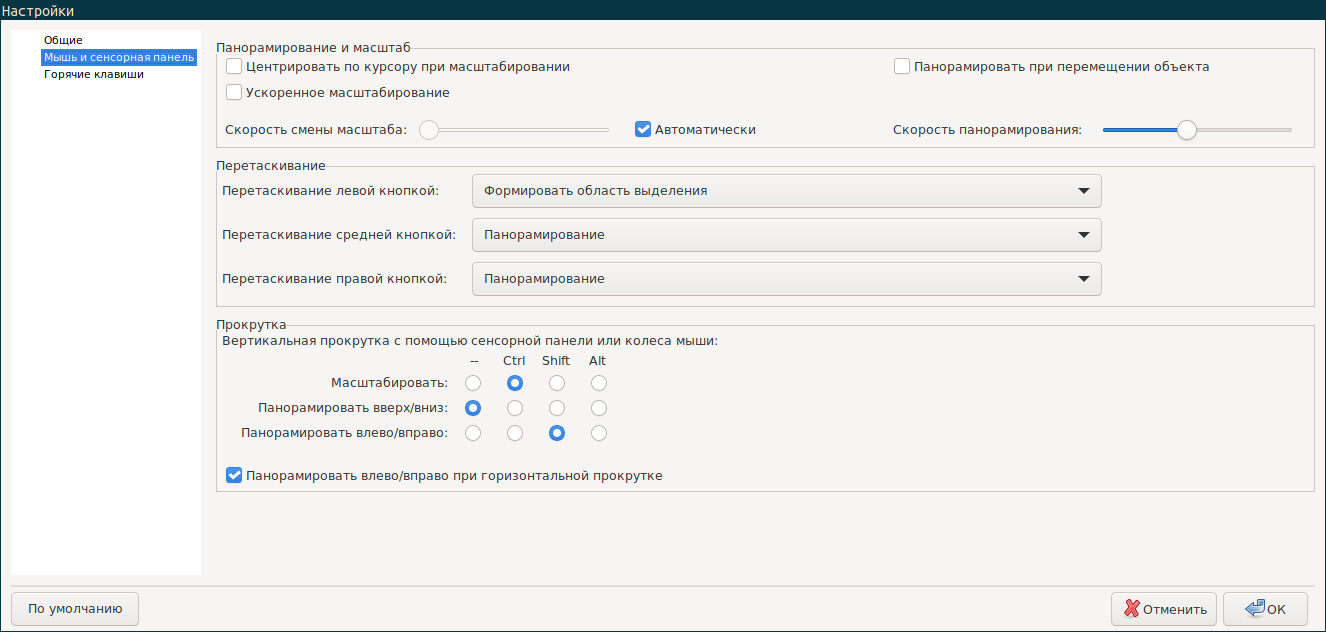 Настройки
Общие
Мышь и сенсорная панель
Горячие клавиши
Панорамирование и масштаб
Центрировать по курсору при масштабировании
Панорамировать при перемещении объекта
Ускоренное масштабирование
Скорость смены масштаба:
Автоматически
Скорость панорамирования:
Перетаскивание
Перетаскивание левой кнопкой:
Формировать область выделения
Перетаскивание средней кнопкой:
Панорамирование
Перетаскивание правой кнопкой:
Панорамирование
Прокрутка
Вертикальная прокрутка с помощью сенсорной панели или колеса мыши:
-- Ctrl Shift Alt
Масштабировать:
Панорамировать вверх/вниз:
Панорамировать влево/вправо:
Панорамировать влево/вправо при горизонтальной прокрутке
По умолчанию
Отменить
ОК